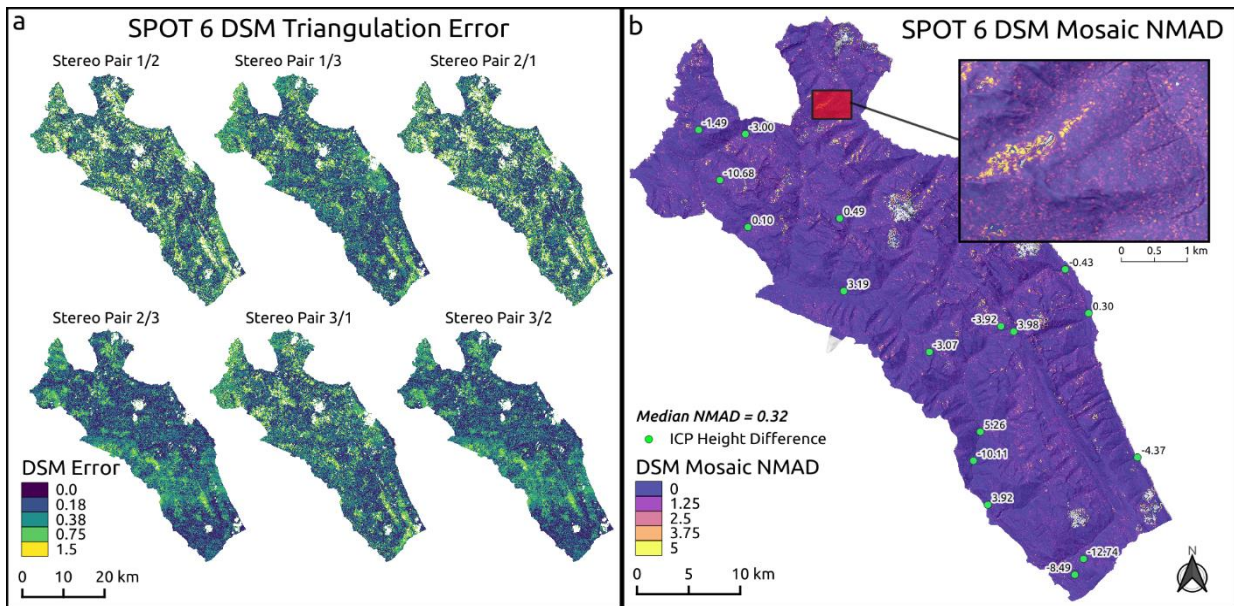 a
SPOT 6 DSM Triangulation Error
Stereo Pair 1/2
Stereo Pair 1/3
Stereo Pair 2/1
Stereo Pair 2/3
Stereo Pair 3/1
Stereo Pair 3/2
DSM Error
0.0
0.18
0.38
0.75
1.5
0 10 20 km
b
SPOT 6 DSM Mosaic NMAD
-1.49
-3.00
-10.68
0.10
0.49
0 0.5 1 km
-0.43
3.19
0.30
-3.92
3.98
-3.07
Median NMAD = 0.32
ICP Height Difference
5.26
-10.11
-4.37
3.92
DSM Mosaic NMAD
0
1.25
2.5
3.75
5
-12.74
-8.49
0 5 10 km
N